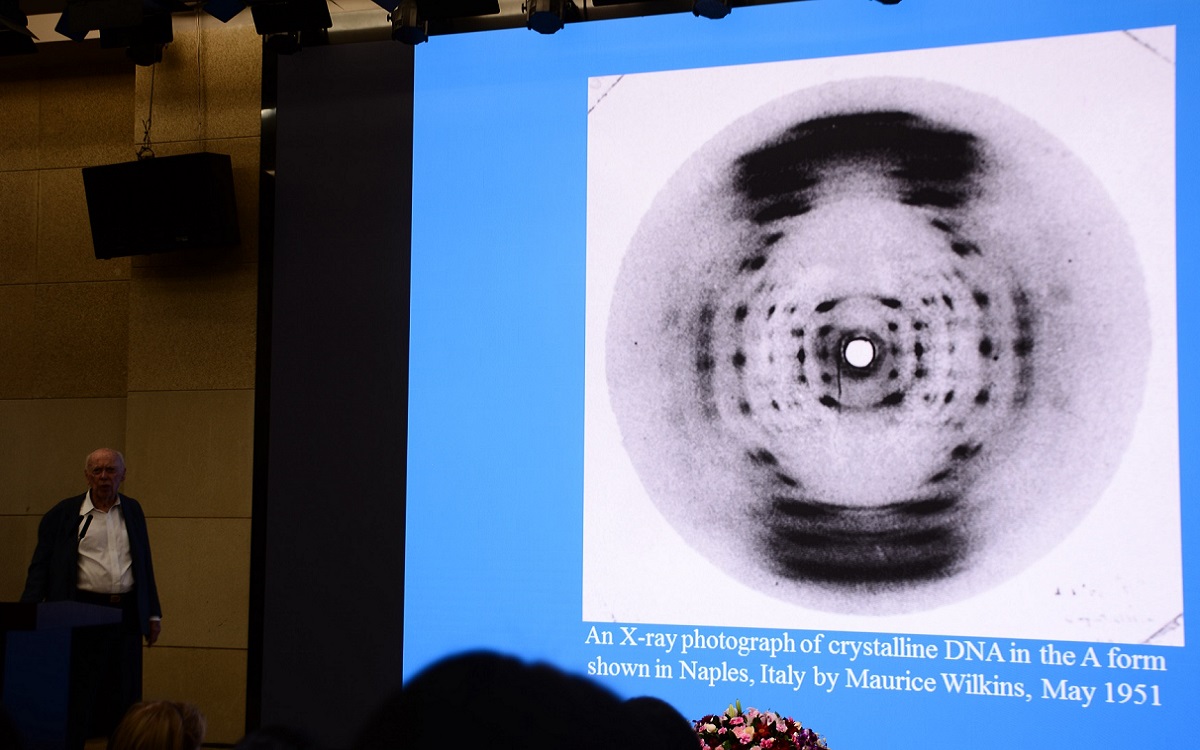 An X-ray photograph of crystalline DNA in the A form
shown in Naples, Italy by Maurice Wilkins, May 1951